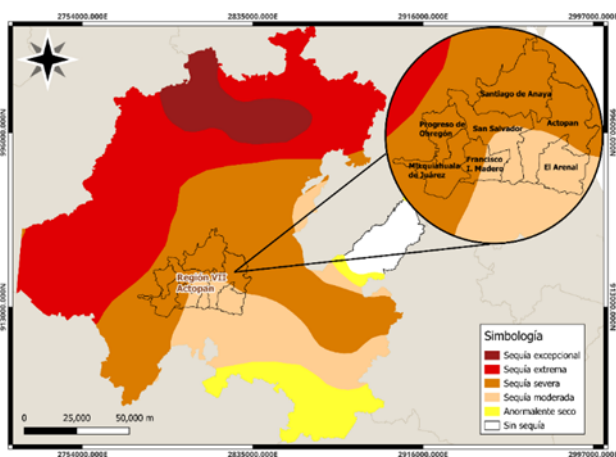 2754000.000E 2835000.000E 2916000.000E 2997000.000E
996000.000N
913000.000N
996000.000N
913000.000N
Santiago de Anaya
Actopan
Progreso de
Obregón
San Salvador
Mixquiahuala
de Juárez
Francisco
I. Madero
El Arenal
Región VII
Actopan
Simbología
Sequía excepcional
Sequía extrema
Sequía severa
Sequía moderada
Anormalente seco
Sin sequía
0 25,000 50,000 m
2754000.000E 2835000.000E 2916000.000E 2997000.000E